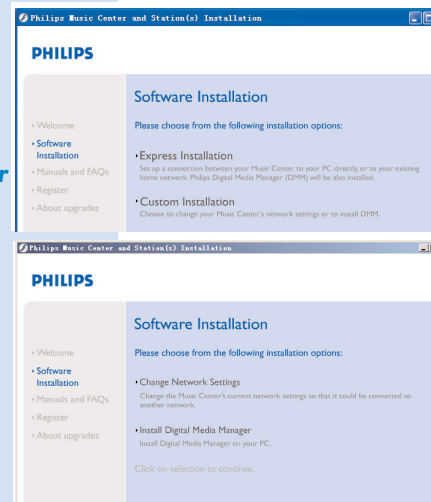 Philips Music Center and Station(s) Installation
PHILIPS
Software Installation
Please choose from the following installation options:
Welcome
Software
Installation
Manuals and FAQs
Register
About upgrades
Express Installation
Set up a connection between your Music Center to your PC directly, or to your existing
home network. Philips Digital Media Manager (DMM) will be also installed.
Custom Installation
Choose to change your Music Center's network settings or to install DMM.
r
Philips Music Center and Station(s) Installation
PHILIPS
Software Installation
Please choose from the following installation options:
Welcome
Software
Installation
Manuals and FAQs
Register
About upgrades
Change Network Settings
Change the Music Center's current network settings so that it could be connected to
another network.
Install Digital Media Manager
Install Digital Media Manager on your PC.
Click on selection to continue.